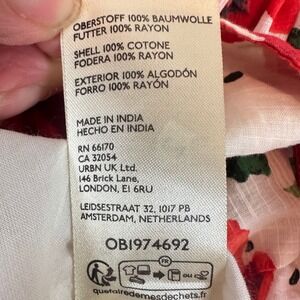 OBERSTOFF 100% BAUMWOLLE
FUTTER 100% RAYON
SHELL 100% COTONE
FODERA 100% RAYON
EXTERIOR 100% ALGODÓN
FORRO 100% RAYÓN
MADE IN INDIA
HECHO EN INDIA
RN 66170
CA 32054
URBN UK Ltd.
146 Brick Lane,
LONDON, E1 6RU
LEIDSESTRAAT 32, 1017 PB
AMSTERDAM, NETHERLANDS
OB1974692
FR
ou
quefairedemesdechets.fr